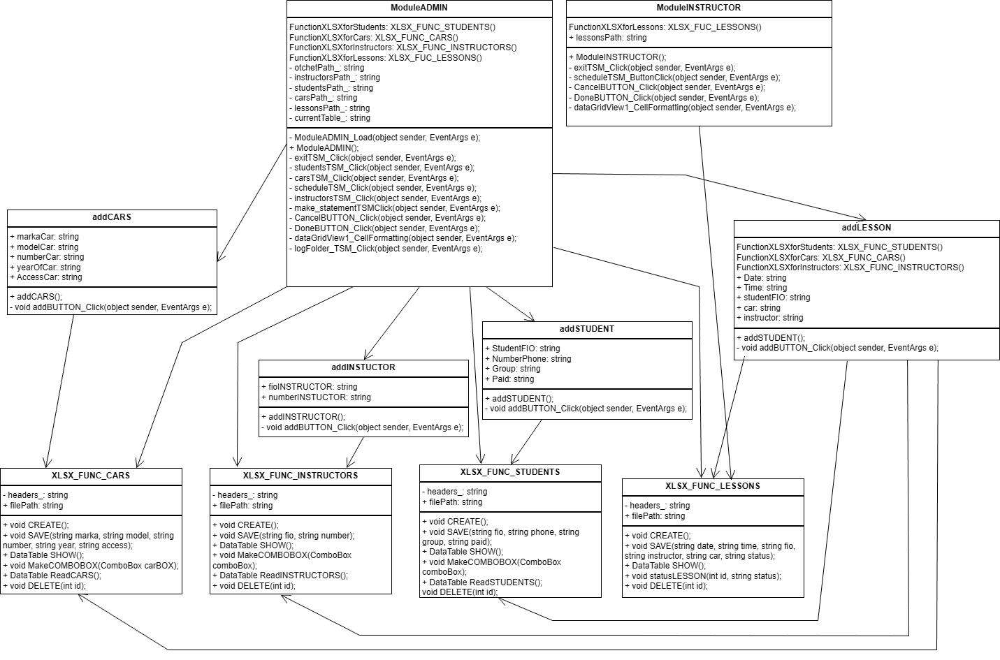 ModuleADMIN
FunctionXLSXforStudents: XLSX_FUNC_STUDENTS()
FunctionXLSXforCars: XLSX_FUNC_CARS()
FunctionXLSXforInstructors: XLSX_FUNC_INSTRUCTORS()
FunctionXLSXforLessons: XLSX_FUC_LESSONS()
- otchetPath_: string
- instructorsPath_: string
- studentsPath_: string
- carsPath_: string
- lessonsPath_: string
- currentTable_: string
- ModuleADMIN_Load(object sender, EventArgs e);
+ ModuleADMIN();
- exitTSM_Click(object sender, EventArgs e);
- studentsTSM_Click(object sender, EventArgs e);
- carsTSM_Click(object sender, EventArgs e);
- scheduleTSM_Click(object sender, EventArgs e);
- instructorsTSM_Click(object sender, EventArgs e);
- make_statementTSMClick(object sender, EventArgs e);
- CancelBUTTON_Click(object sender, EventArgs e);
- DoneBUTTON_Click(object sender, EventArgs e);
- dataGridView1_CellFormatting(object sender, EventArgs e);
- logFolder_TSM_Click(object sender, EventArgs e);
ModuleINSTRUCTOR
FunctionXLSXforLessons: XLSX_FUC_LESSONS()
+ lessonsPath: string
+ ModuleINSTRUCTOR();
- exitTSM_Click(object sender, EventArgs e);
- scheduleTSM_ButtonClick(object sender, EventArgs e);
- CancelBUTTON_Click(object sender, EventArgs e);
- DoneBUTTON_Click(object sender, EventArgs e);
- dataGridView1_CellFormatting(object sender, EventArgs e);
addCARS
+ markaCar: string
+ modelCar: string
+ numberCar: string
+ yearOfCar: string
+ AccessCar: string
+ addCARS();
- void addBUTTON_Click(object sender, EventArgs e);
addLESSON
FunctionXLSXforStudents: XLSX_FUNC_STUDENTS()
FunctionXLSXforCars: XLSX_FUNC_CARS()
FunctionXLSXforInstructors: XLSX_FUNC_INSTRUCTORS()
+ Date: string
+ Time: string
+ studentFIO: string
+ car: string
+ instructor: string
+ addSTUDENT();
- void addBUTTON_Click(object sender, EventArgs e);
addSTUDENT
+ StudentFIO: string
+ NumberPhone: string
+ Group: string
+ Paid: string
+ addSTUDENT();
- void addBUTTON_Click(object sender, EventArgs e);
addINSTUCTOR
+ fioINSTRUCTOR: string
+ numberINSTUCTOR: string
+ addINSTRUCTOR();
- void addBUTTON_Click(object sender, EventArgs e);
XLSX_FUNC_CARS
- headers_: string
+ filePath: string
+ void CREATE();
+ void SAVE(string marka, string model, string
number, string year, string access);
+ DataTable SHOW();
+ void MakeCOMBOBOX(ComboBox carBOX);
+ DataTable ReadCARS();
+ void DELETE(int id);
XLSX_FUNC_INSTRUCTORS
- headers_: string
+ filePath: string
+ void CREATE();
+ void SAVE(string fio, string number);
+ DataTable SHOW();
+ void MakeCOMBOBOX(ComboBox
comboBox);
+ DataTable ReadINSTRUCTORS();
+ void DELETE(int id);
XLSX_FUNC_STUDENTS
- headers_: string
+ filePath: string
+ void CREATE();
+ void SAVE(string fio, string phone, string
group, string paid);
+ DataTable SHOW();
+ void MakeCOMBOBOX(ComboBox
comboBox);
+ DataTable ReadSTUDENTS();
void DELETE(int id);
XLSX_FUNC_LESSONS
- headers_: string
+ filePath: string
+ void CREATE();
+ void SAVE(string date, string time, string fio,
string instructor, string car, string status);
+ DataTable SHOW();
+ void statusLESSON(int id, string status);
+ void DELETE(int id);